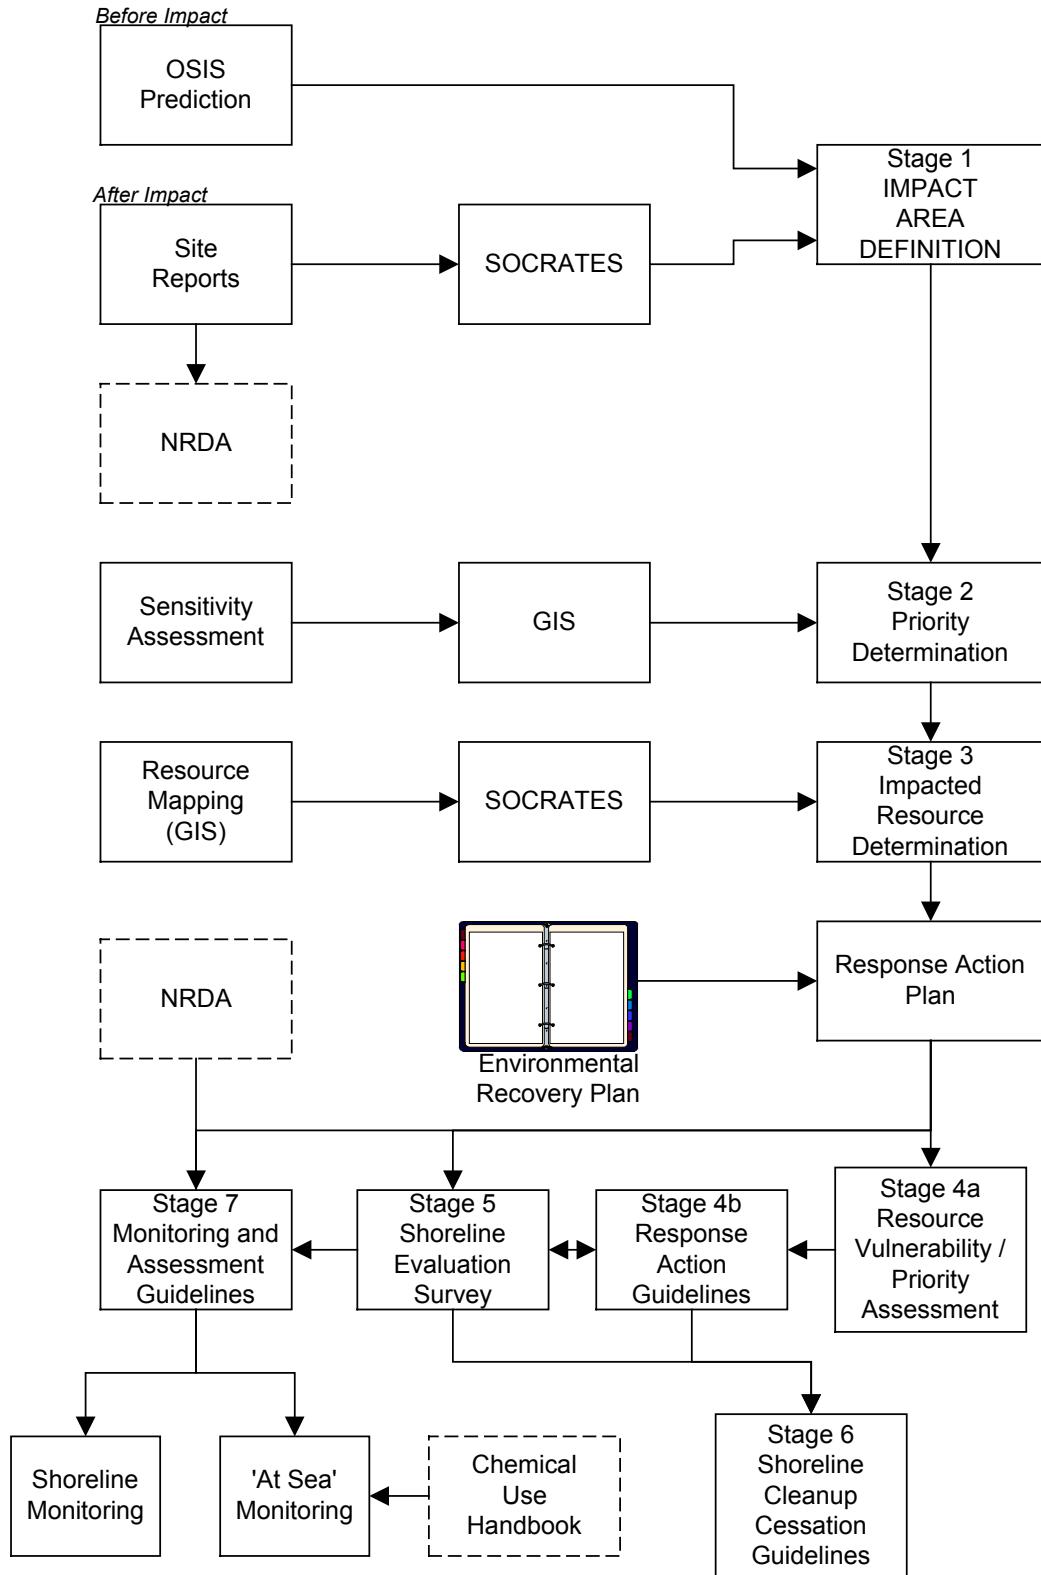 Before Impact
OSIS
Prediction
Stage 1
IMPACT
AREA
DEFINITION
After Impact
Site
Reports
SOCRATES
NRDA
Sensitivity
Assessment
GIS
Stage 2
Priority
Determination
Resource
Mapping
(GIS)
SOCRATES
Stage 3
Impacted
Resource
Determination
NRDA
Environmental
Recovery Plan
Response Action
Plan
Stage 7
Monitoring and
Assessment
Guidelines
Stage 5
Shoreline
Evaluation
Survey
Stage 4b
Response
Action
Guidelines
Stage 4a
Resource
Vulnerability /
Priority
Assessment
Shoreline
Monitoring
'At Sea'
Monitoring
Chemical
Use
Handbook
Stage 6
Shoreline
Cleanup
Cessation
Guidelines